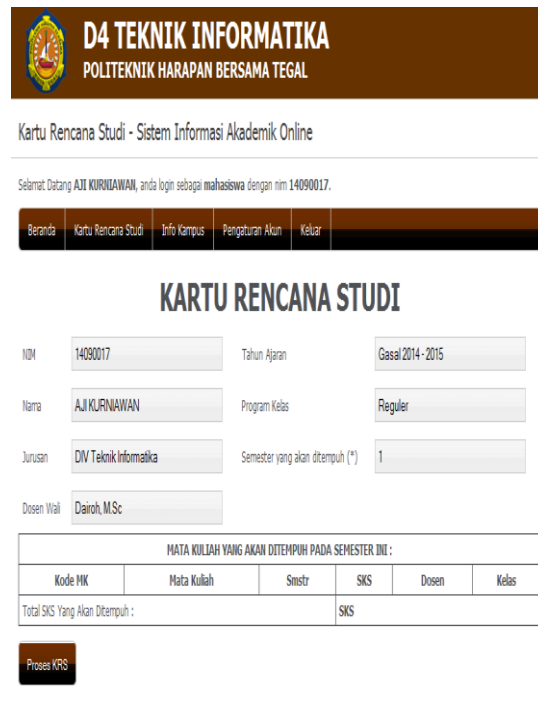 D4 TEKNIK INFORMATIKA
POLITEKNIK HARAPAN BERSAMA TEGAL
Kartu Rencana Studi - Sistem Informasi Akademik Online
Selamat Datang AJI KURNIAWAN, anda login sebagai mahasiswa dengan nim 14090017.
Beranda Kartu Rencana Studi Info Kampus Pengaturan Akun Keluar
KARTU RENCANA STUDI
NIM 14090017 Tahun Ajaran Gasal 2014 - 2015
Nama AJI KURNIAWAN Program Kelas Reguler
Jurusan DIV Teknik Informatika Semester yang akan ditempuh (*) 1
Dosen Wali Dairoh, M.Sc
MATA KULIAH YANG AKAN DITEMPUH PADA SEMESTER INI :
Kode MK Mata Kuliah Smstr SKS Dosen Kelas
Total SKS Yang Akan Ditempuh : SKS
Proses KRS